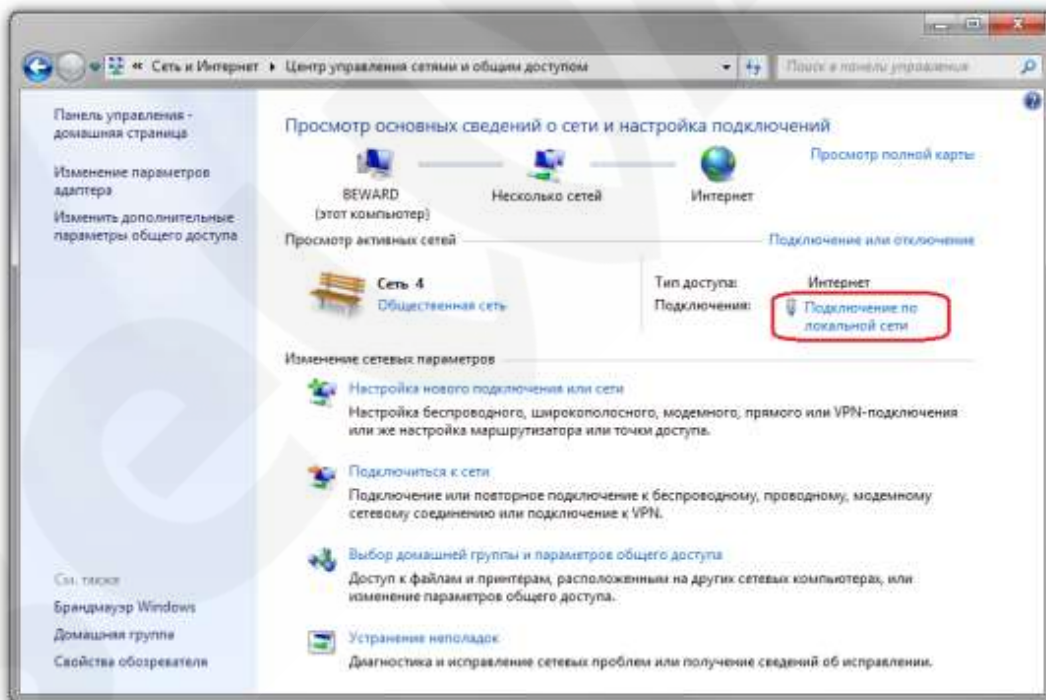 « Сеть и Интернет ▸ Центр управления сетями и общим доступом
Поиск в панели управления
Панель управления -
домашняя страница
Изменение параметров
адаптера
Изменить дополнительные
параметры общего доступа
Просмотр основных сведений о сети и настройка подключений
Просмотр полной карты
BEWARD
(этот компьютер)
Несколько сетей
Интернет
Просмотр активных сетей
Подключение или отключение
Сеть 4
Общественная сеть
Тип доступа:
Интернет
Подключения:
Подключение по
локальной сети
Изменение сетевых параметров
Настройка нового подключения или сети
Настройка беспроводного, широкополосного, модемного, прямого или VPN-подключения
или же настройка маршрутизатора или точки доступа.
Подключиться к сети
Подключение или повторное подключение к беспроводному, проводному, модемному
сетевому соединению или подключение к VPN.
Выбор домашней группы и параметров общего доступа
Доступ к файлам и принтерам, расположенным на других сетевых компьютерах, или
изменение параметров общего доступа.
Устранение неполадок
Диагностика и исправление сетевых проблем или получение сведений об исправлении.
См. также
Брандмауэр Windows
Домашняя группа
Свойства обозревателя